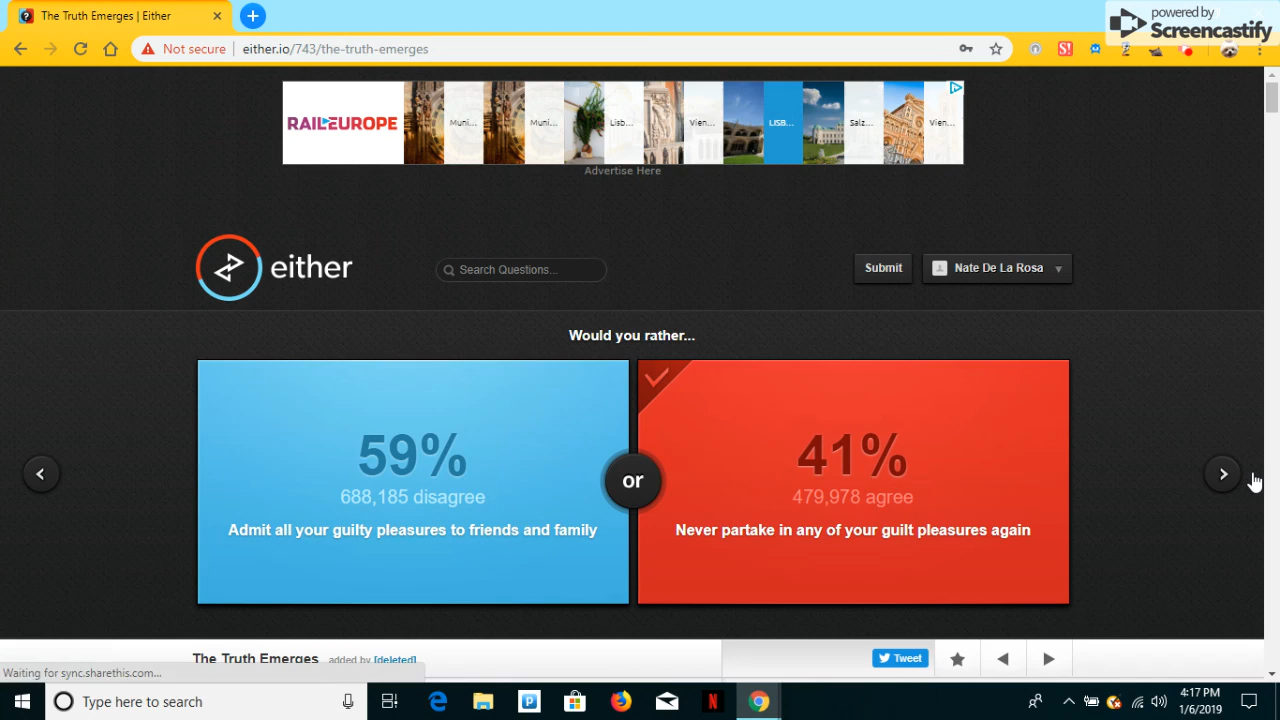 The Truth Emerges | Either
powered by
Screencastify
Not secure
either.io/743/the-truth-emerges
RAILEUROPE
Muni...
Muni...
Lisb...
Vien...
LISB...
Salz...
Vien...
Advertise Here
either
Search Questions...
Submit
Nate De La Rosa
Would you rather...
59%
688,185 disagree
Admit all your guilty pleasures to friends and family
or
41%
479,978 agree
Never partake in any of your guilt pleasures again
The Truth Emerges added by [deleted]
Tweet
Waiting for sync.sharethis.com...
Type here to search
4:17 PM
1/6/2019